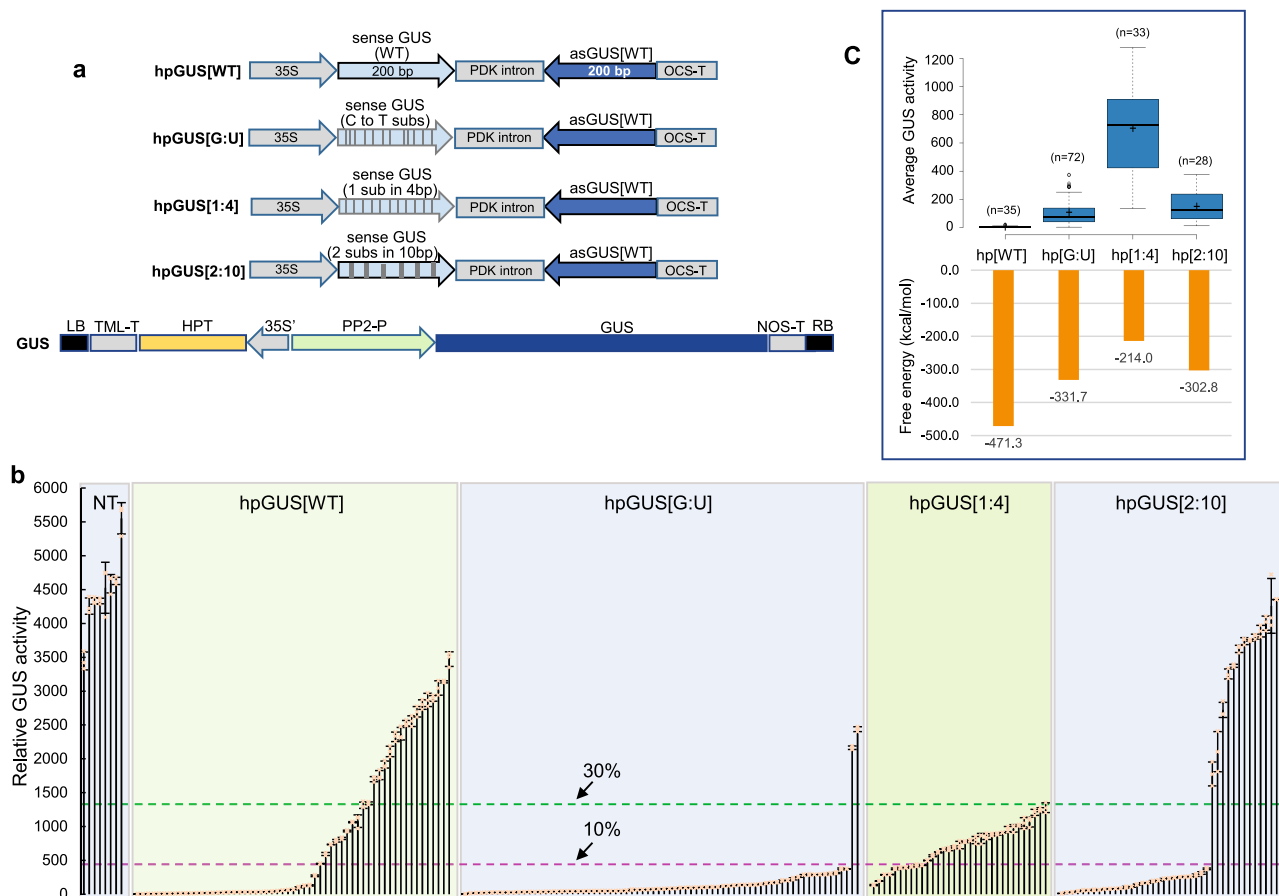 a
sense GUS
(WT)
asGUS[WT]
hpGUS[WT]
35S
200 bp
PDK intron
200 bp
OCS-T
sense GUS
(C to T subs)
asGUS[WT]
hpGUS[G:U]
35S
PDK intron
OCS-T
sense GUS
(1 sub in 4bp)
asGUS[WT]
hpGUS[1:4]
35S
PDK intron
OCS-T
sense GUS
(2 subs in 10bp)
asGUS[WT]
hpGUS[2:10]
35S
PDK intron
OCS-T
LB
TML-T
HPT
35S'
PP2-P
GUS
NOS-T
RB
GUS
C
Average GUS activity
1200
1000
800
600
400
200
0
(n=35)
(n=72)
(n=33)
(n=28)
hp[WT]
hp[G:U]
hp[1:4]
hp[2:10]
Free energy (kcal/mol)
0.0
-100.0
-200.0
-300.0
-400.0
-500.0
-471.3
-331.7
-214.0
-302.8
b
Relative GUS activity
6000
5500
5000
4500
4000
3500
3000
2500
2000
1500
1000
500
0
NT
hpGUS[WT]
hpGUS[G:U]
hpGUS[1:4]
hpGUS[2:10]
30%
10%